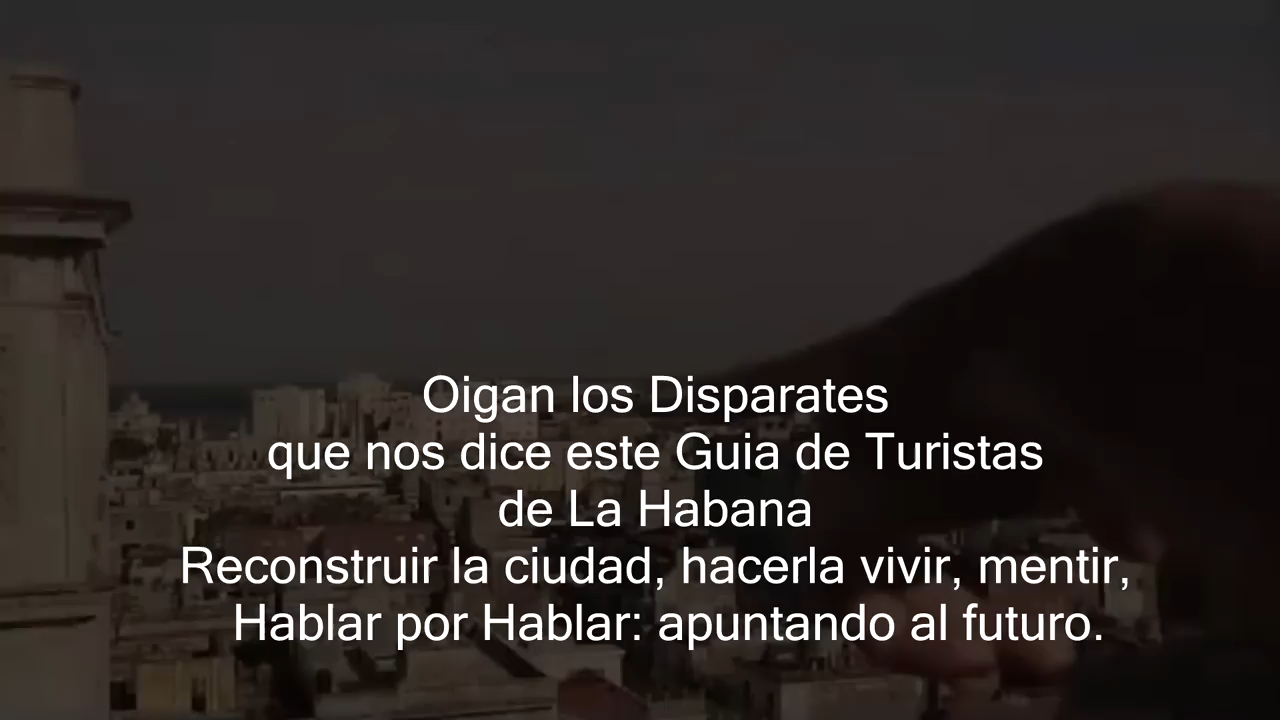 Oigan los Disparates
que nos dice este Guia de Turistas
de La Habana
Reconstruir la ciudad, hacerla vivir, mentir,
Hablar por Hablar: apuntando al futuro.